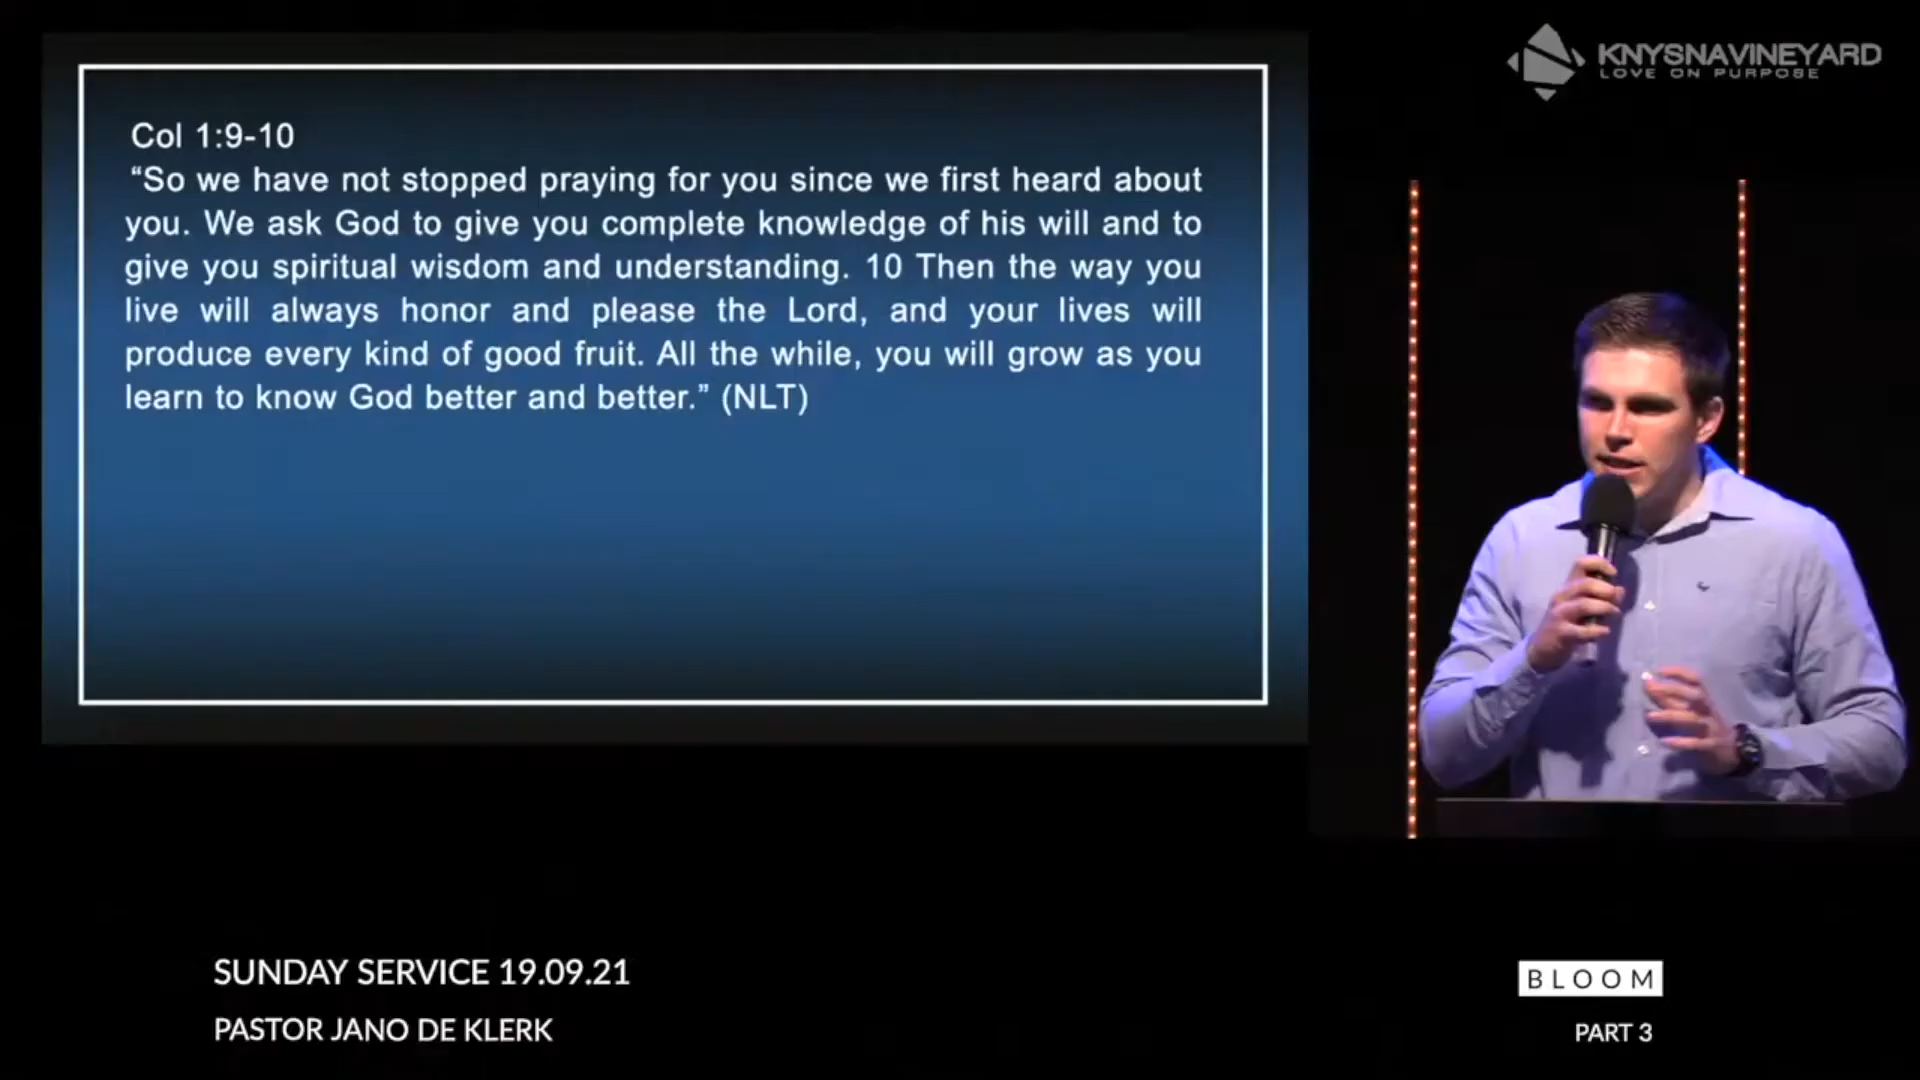 KNYSNAVINEYARD
LOVE ON PURPOSE
Col 1:9-10
“So we have not stopped praying for you since we first heard about
you. We ask God to give you complete knowledge of his will and to
give you spiritual wisdom and understanding. 10 Then the way you
live will always honor and please the Lord, and your lives will
produce every kind of good fruit. All the while, you will grow as you
learn to know God better and better.” (NLT)
SUNDAY SERVICE 19.09.21
PASTOR JANO DE KLERK
BLOOM
PART 3